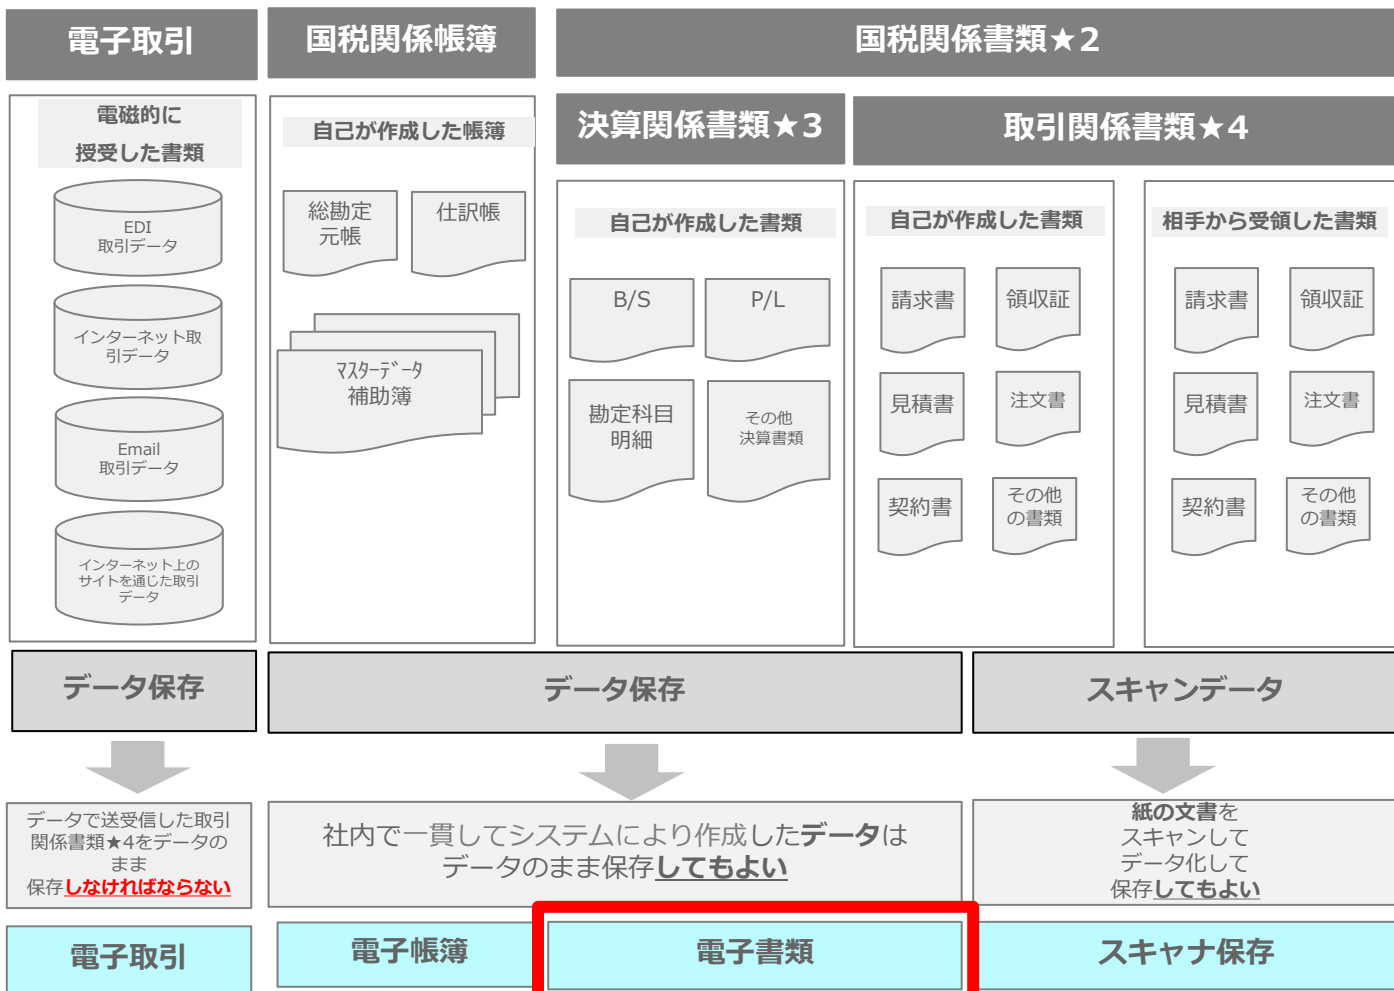 電子取引
国税関係帳簿
国税関係書類★2
電磁的に
授受した書類
EDI
取引データ
インターネット取
引データ
Email
取引データ
インターネット上の
サイトを通じた取引
データ
自己が作成した帳簿
総勘定
元帳
仕訳帳
ﾏｽﾀｰﾃﾞｰﾀ
補助簿
決算関係書類★3
自己が作成した書類
B/S
P/L
勘定科目
明細
その他
決算書類
取引関係書類★4
自己が作成した書類
請求書
領収証
見積書
注文書
契約書
その他
の書類
相手から受領した書類
請求書
領収証
見積書
注文書
契約書
その他
の書類
データ保存
データ保存
スキャンデータ
データで送受信した取引
関係書類★4をデータの
まま
保存しなければならない
社内で一貫してシステムにより作成したデータは
データのまま保存してもよい
紙の文書を
スキャンして
データ化して
保存してもよい
電子取引
電子帳簿
電子書類
スキャナ保存